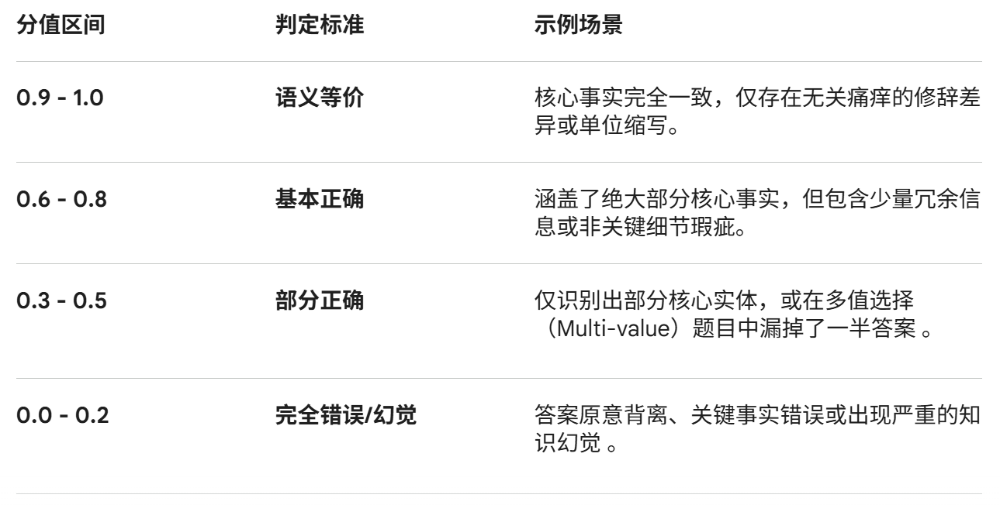 分值区间 判定标准 示例场景
0.9 - 1.0 语义等价 核心事实完全一致，仅存在无关痛痒的修辞差
异或单位缩写。
0.6 - 0.8 基本正确 涵盖了绝大部分核心事实，但包含少量冗余信
息或非关键细节瑕疵。
0.3 - 0.5 部分正确 仅识别出部分核心实体，或在多值选择
（Multi-value）题目中漏掉了一半答案 。
0.0 - 0.2 完全错误/幻觉 答案原意背离、关键事实错误或出现严重的知
识幻觉 。